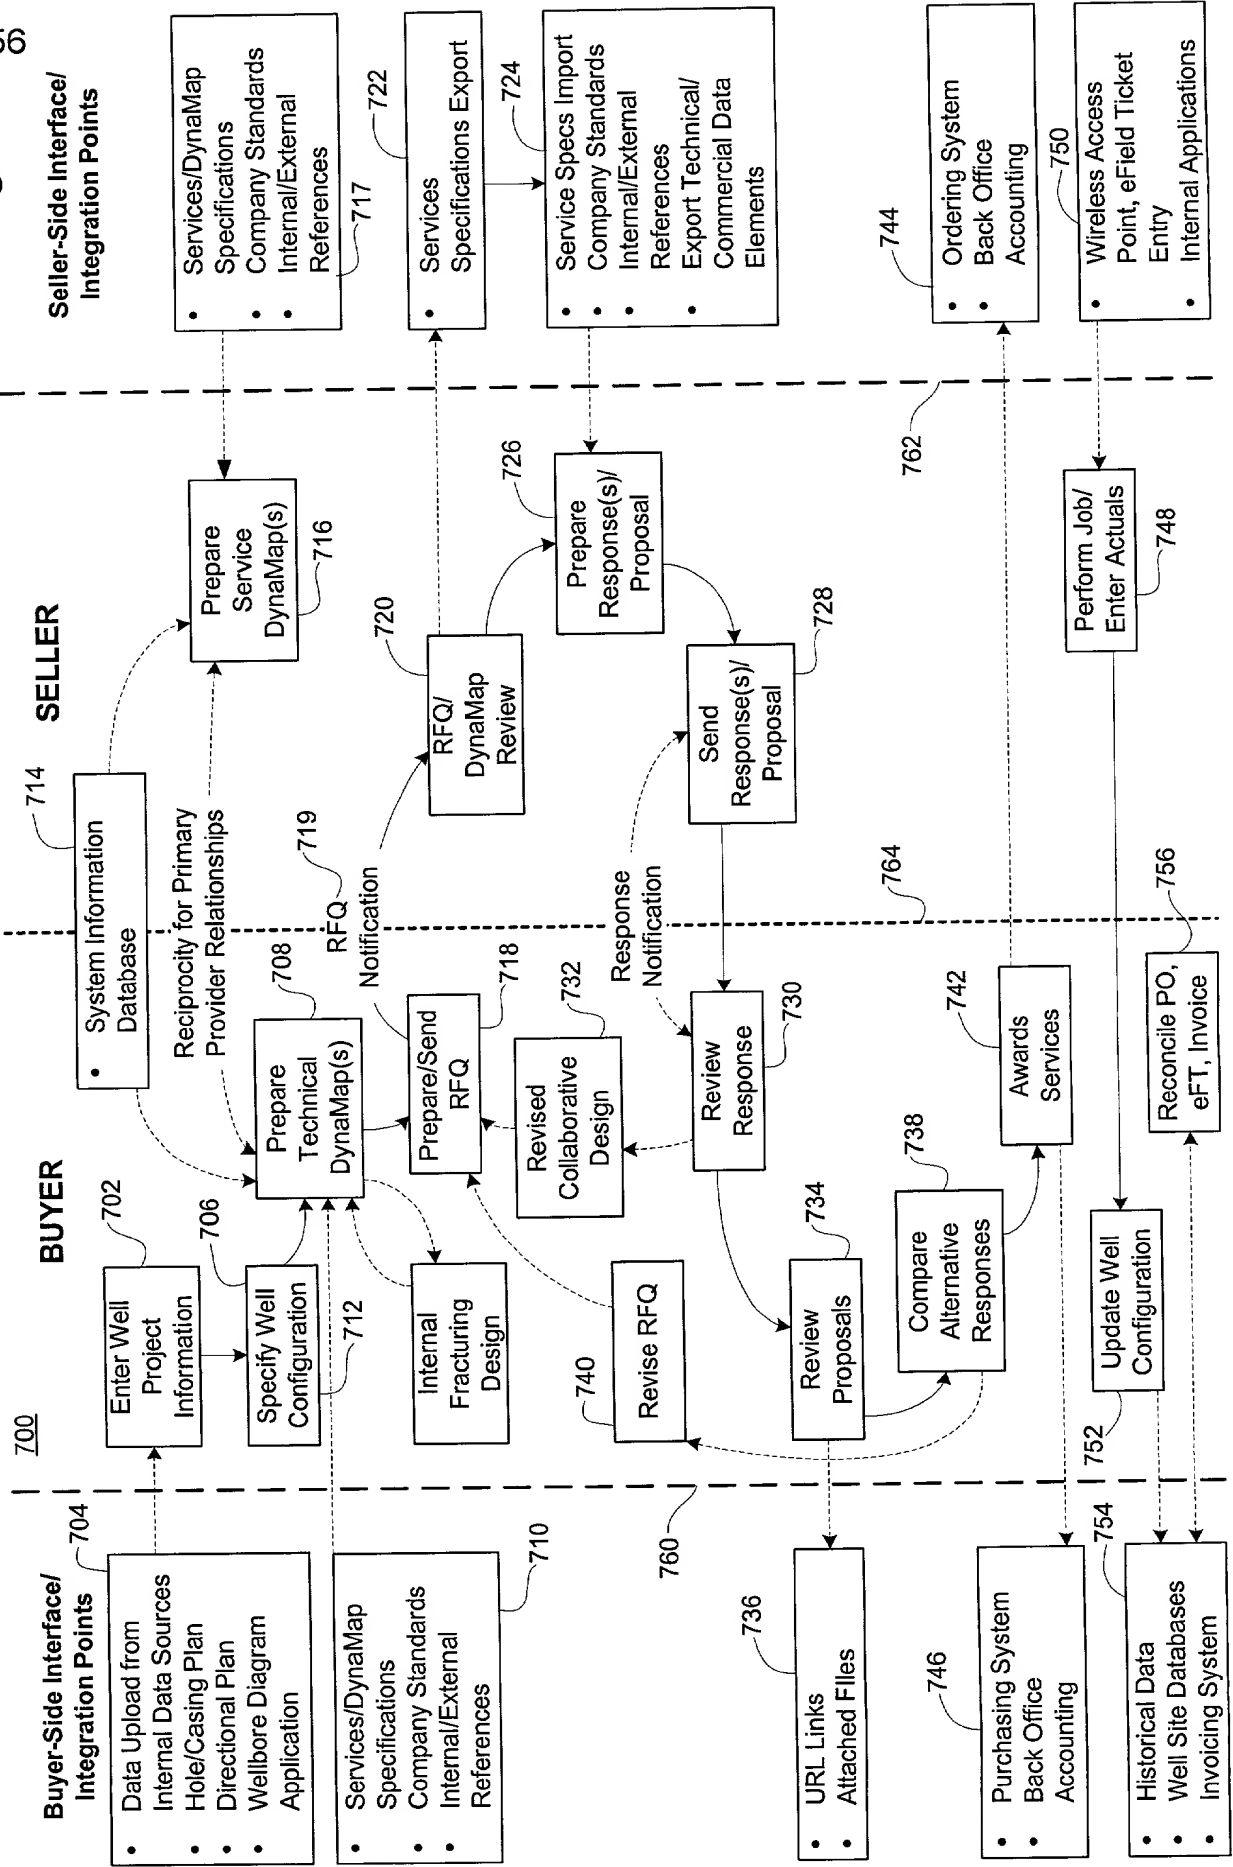 56
700
Buyer-Side Interface/
Integration Points
BUYER
SELLER
Seller-Side Interface/
Integration Points
704
• Data Upload from
Internal Data Sources
• Hole/Casing Plan
• Directional Plan
• Wellbore Diagram
Application
702
Enter Well
Project
Information
706
Specify Well
Configuration
712
714
• System Information
Database
Reciprocity for Primary
Provider Relationships
708
Prepare
Technical
DynaMap(s)
Prepare
Service
DynaMap(s)
716
• Services/DynaMap
Specifications
• Company Standards
• Internal/External
References
717
• Services/DynaMap
Specifications
• Company Standards
• Internal/External
References
710
Internal
Fracturing
Design
Prepare/Send
RFQ
718
RFQ
Notification
719
720
RFQ/
DynaMap
Review
722
• Services
Specifications Export
724
• Service Specs Import
• Company Standards
• Internal/External
References
• Export Technical/
Commercial Data
Elements
726
Prepare
Response(s)/
Proposal
732
Revised
Collaborative
Design
740
Revise RFQ
Response
Notification
Send
Response(s)/
Proposal
728
Review
Response
730
760
764
762
736
• URL Links
• Attached FIles
734
Review
Proposals
738
Compare
Alternative
Responses
742
Awards
Services
744
• Ordering System
• Back Office
Accounting
746
• Purchasing System
• Back Office
Accounting
750
• Wireless Access
Point, eField Ticket
Entry
• Internal Applications
Perform Job/
Enter Actuals
748
Update Well
Configuration
752
754
• Historical Data
• Well Site Databases
• Invoicing System
756
Reconcile PO,
eFT, Invoice